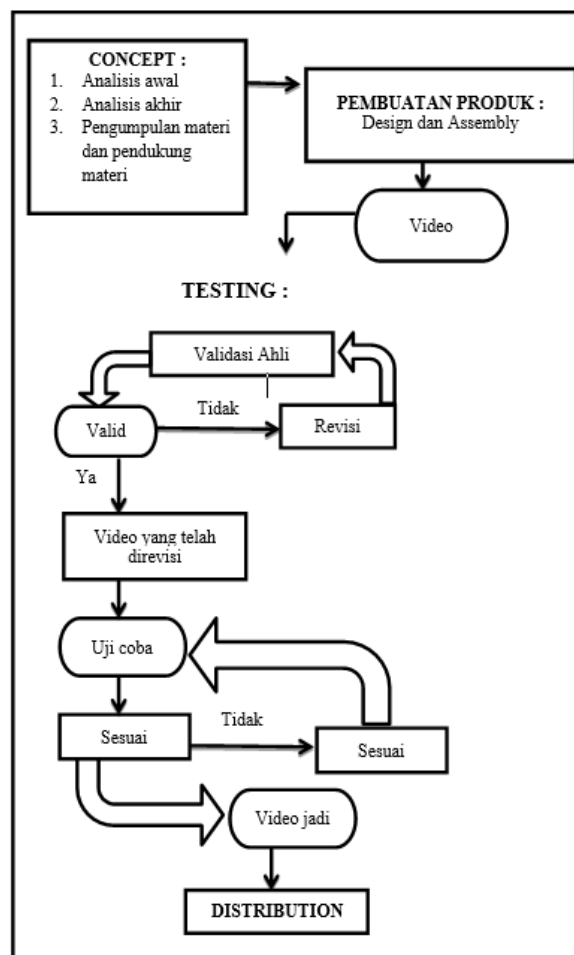 CONCEPT :
1. Analisis awal
2. Analisis akhir
3. Pengumpulan materi
dan pendukung
materi
PEMBUATAN PRODUK :
Design dan Assembly
Video
TESTING :
Validasi Ahli
Tidak
Valid
Revisi
Ya
Video yang telah
direvisi
Uji coba
Tidak
Sesuai
Sesuai
Video jadi
DISTRIBUTION